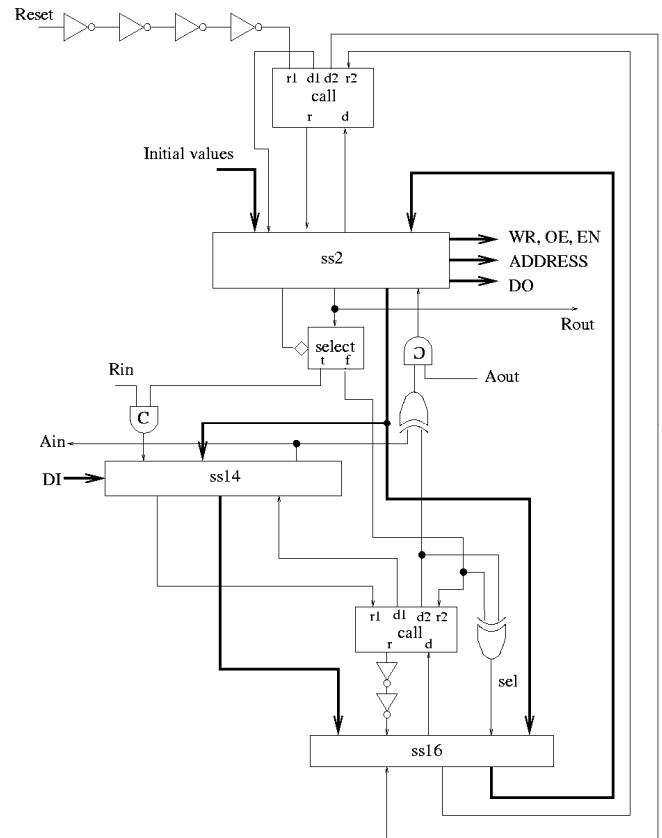 Reset
r1 d1 d2 r2
call
r d
Initial values
ss2
WR, OE, EN
ADDRESS
DO
Rout
select
t f
Rin
C
C
Aout
Ain
DI
ss14
r1 d1 d2 r2
call
r d
sel
ss16